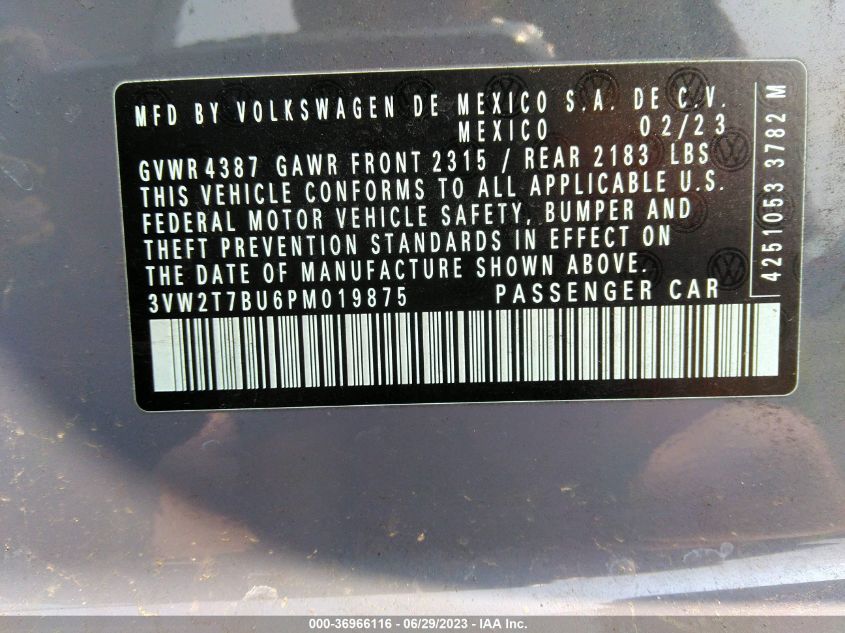 MFD BY VOLKSWAGEN DE MEXICO S.A. DE C.V.
MEXICO 02/23
GVWR 4387 GAWR FRONT 2315 / REAR 2183 LBS
THIS VEHICLE CONFORMS TO ALL APPLICABLE U.S.
FEDERAL MOTOR VEHICLE SAFETY, BUMPER AND
THEFT PREVENTION STANDARDS IN EFFECT ON
THE DATE OF MANUFACTURE SHOWN ABOVE.
3VW2T7BU6PM019875 PASSENGER CAR
4251053 3782 M
000-36966116 - 06/29/2023 - IAA Inc.